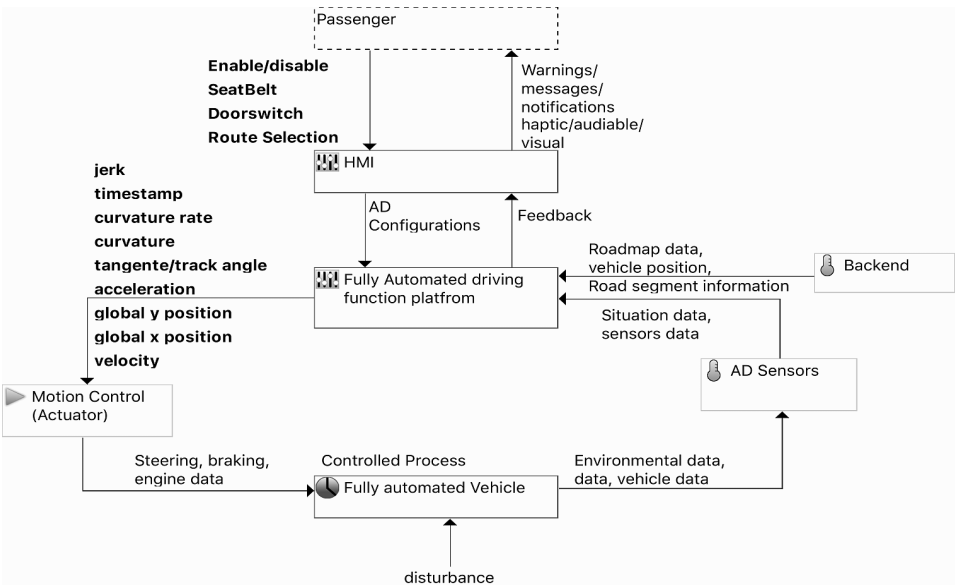 Passenger
Enable/disable
SeatBelt
Doorswitch
Route Selection
Warnings/
messages/
notifications
haptic/audiable/
visual
HMI
jerk
timestamp
curvature rate
curvature
tangente/track angle
acceleration
global y position
global x position
velocity
AD
Configurations
Feedback
Fully Automated driving
function platfrom
Roadmap data,
vehicle position,
Road segment information
Backend
Situation data,
sensors data
AD Sensors
Motion Control
(Actuator)
Steering, braking,
engine data
Controlled Process
Fully automated Vehicle
Environmental data,
data, vehicle data
disturbance